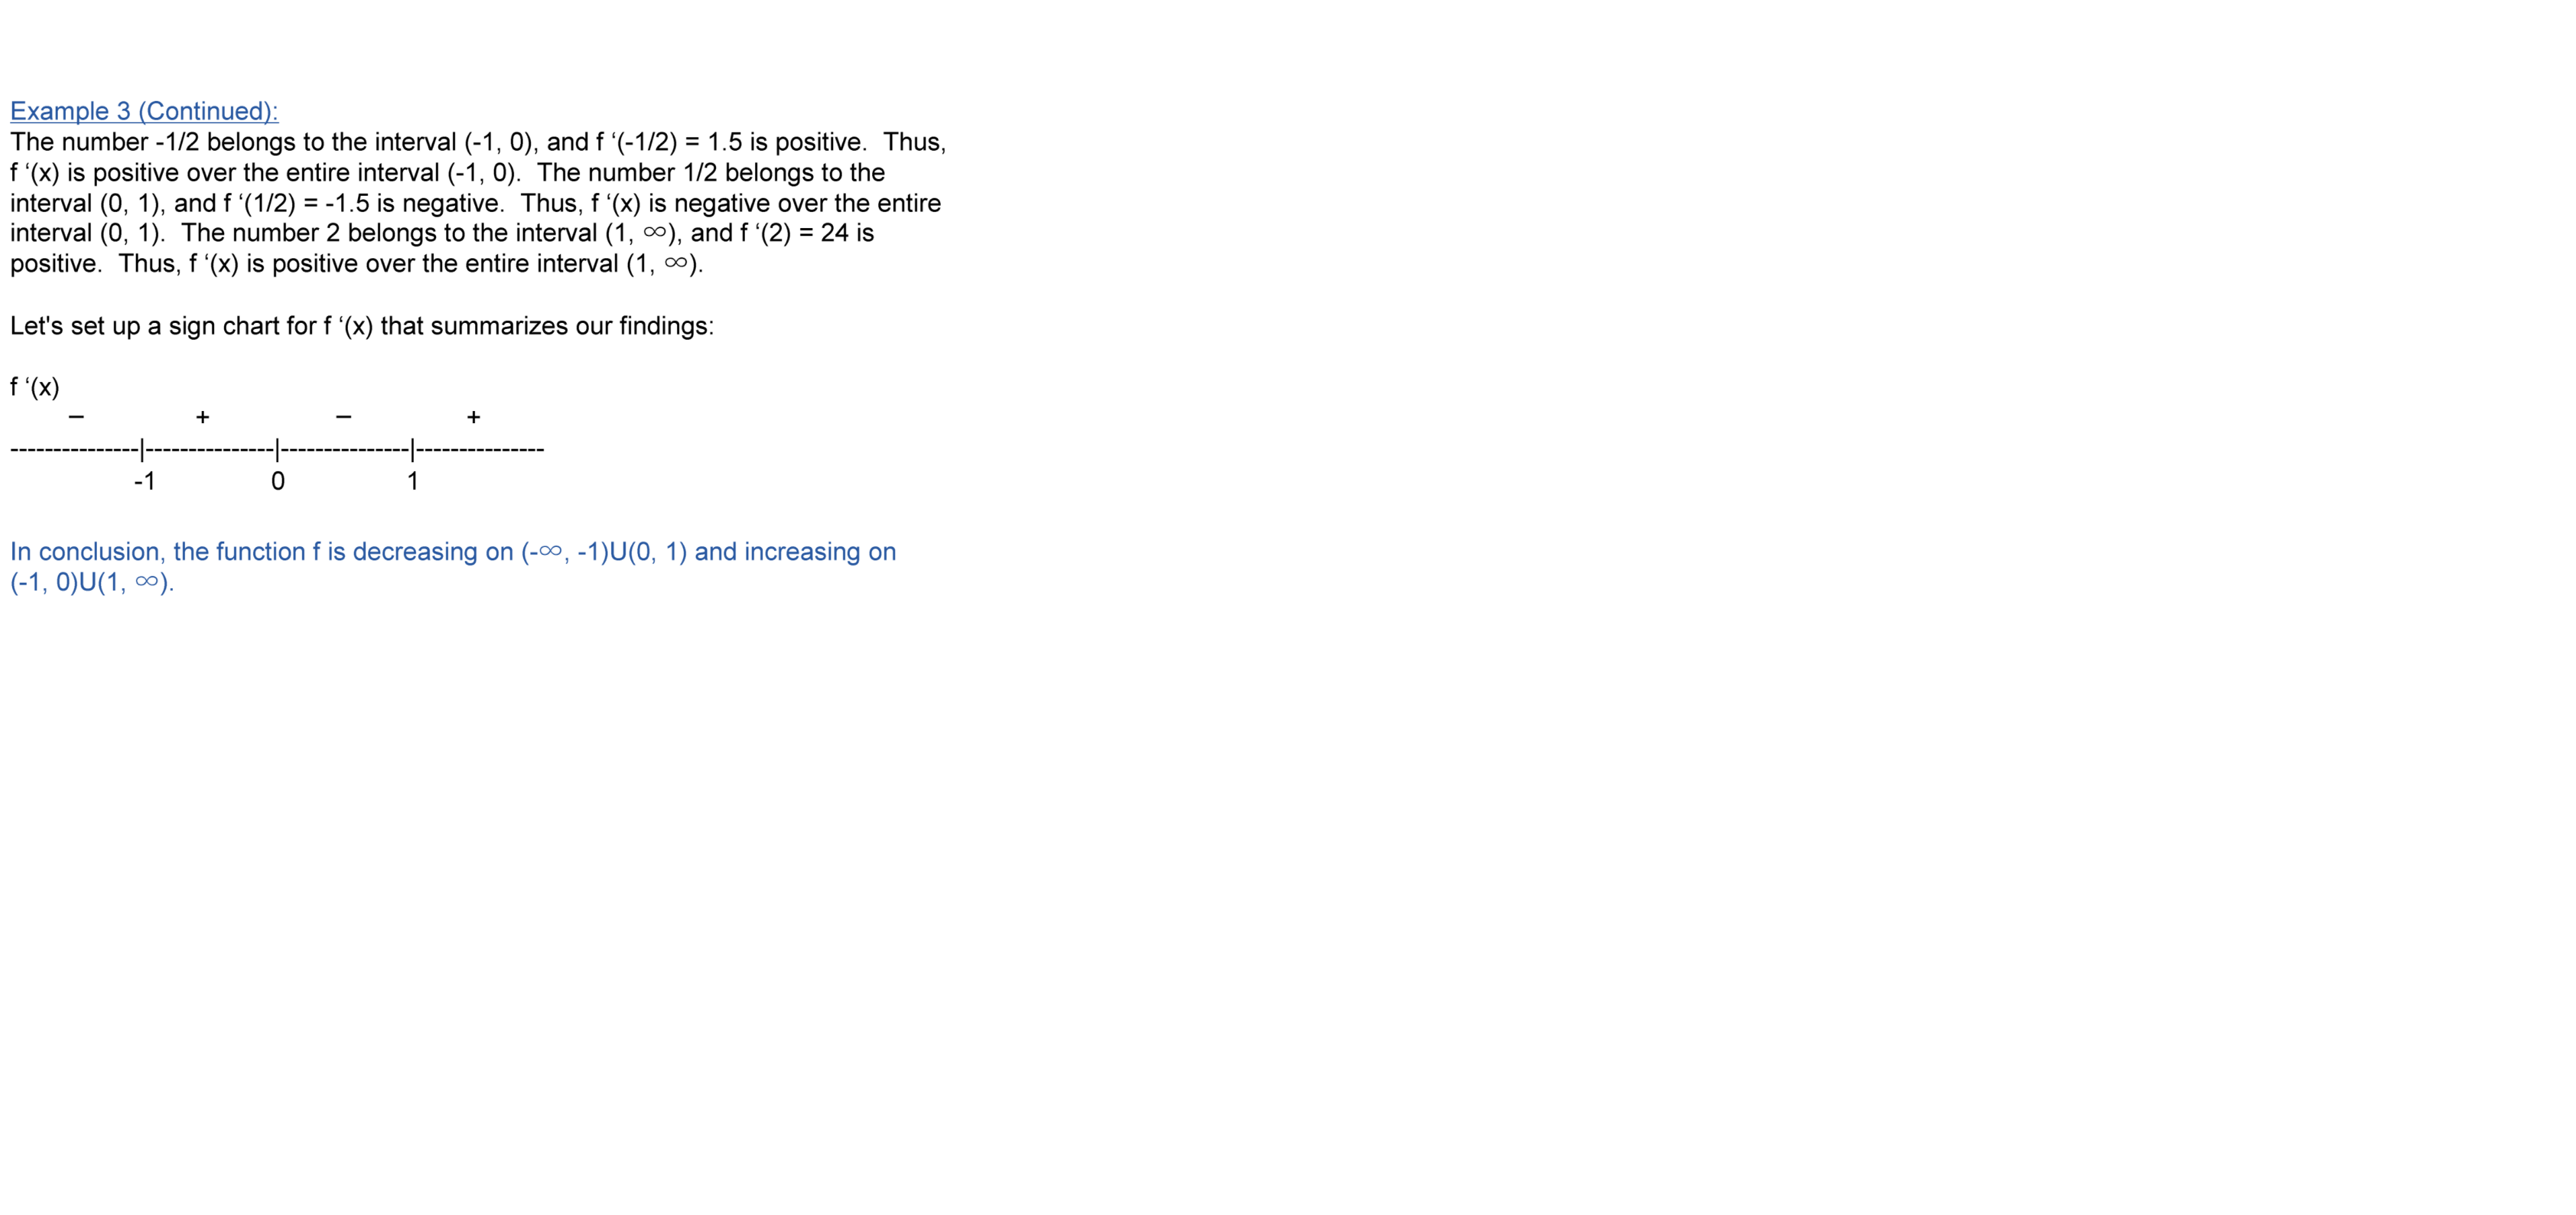 Example 3 (Continued):
The number -1/2 belongs to the interval (-1, 0), and f ‘(-1/2) = 1.5 is positive.  Thus,
f ‘(x) is positive over the entire interval (-1, 0).  The number 1/2 belongs to the
interval (0, 1), and f ‘(1/2) = -1.5 is negative.  Thus, f ‘(x) is negative over the entire
interval (0, 1).  The number 2 belongs to the interval (1, ∞), and f ‘(2) = 24 is
positive.  Thus, f ‘(x) is positive over the entire interval (1, ∞).
Let's set up a sign chart for f ‘(x) that summarizes our findings:
f ‘(x)
− + − +
---------------|---------------|---------------|---------------
-1 0 1
In conclusion, the function f is decreasing on (-∞, -1)U(0, 1) and increasing on
(-1, 0)U(1, ∞).